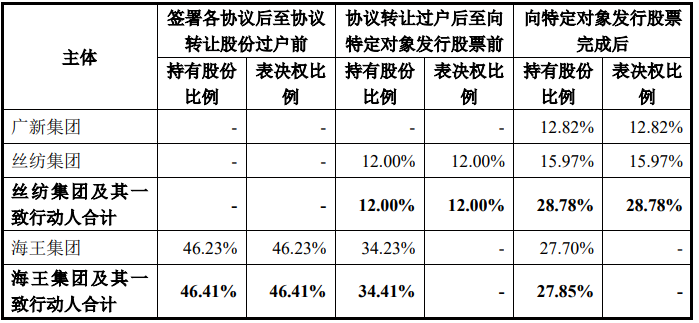 主体 签署各协议后至协议转让股份过户前 协议转让过户后至向特定对象发行股票前 向特定对象发行股票完成后
持有股份比例 表决权比例 持有股份比例 表决权比例 持有股份比例 表决权比例
广新集团 - - - - 12.82% 12.82%
丝纺集团 - - 12.00% 12.00% 15.97% 15.97%
丝纺集团及其一致行动人合计 - - 12.00% 12.00% 28.78% 28.78%
海王集团 46.23% 46.23% 34.23% - 27.70% -
海王集团及其一致行动人合计 46.41% 46.41% 34.41% - 27.85% -